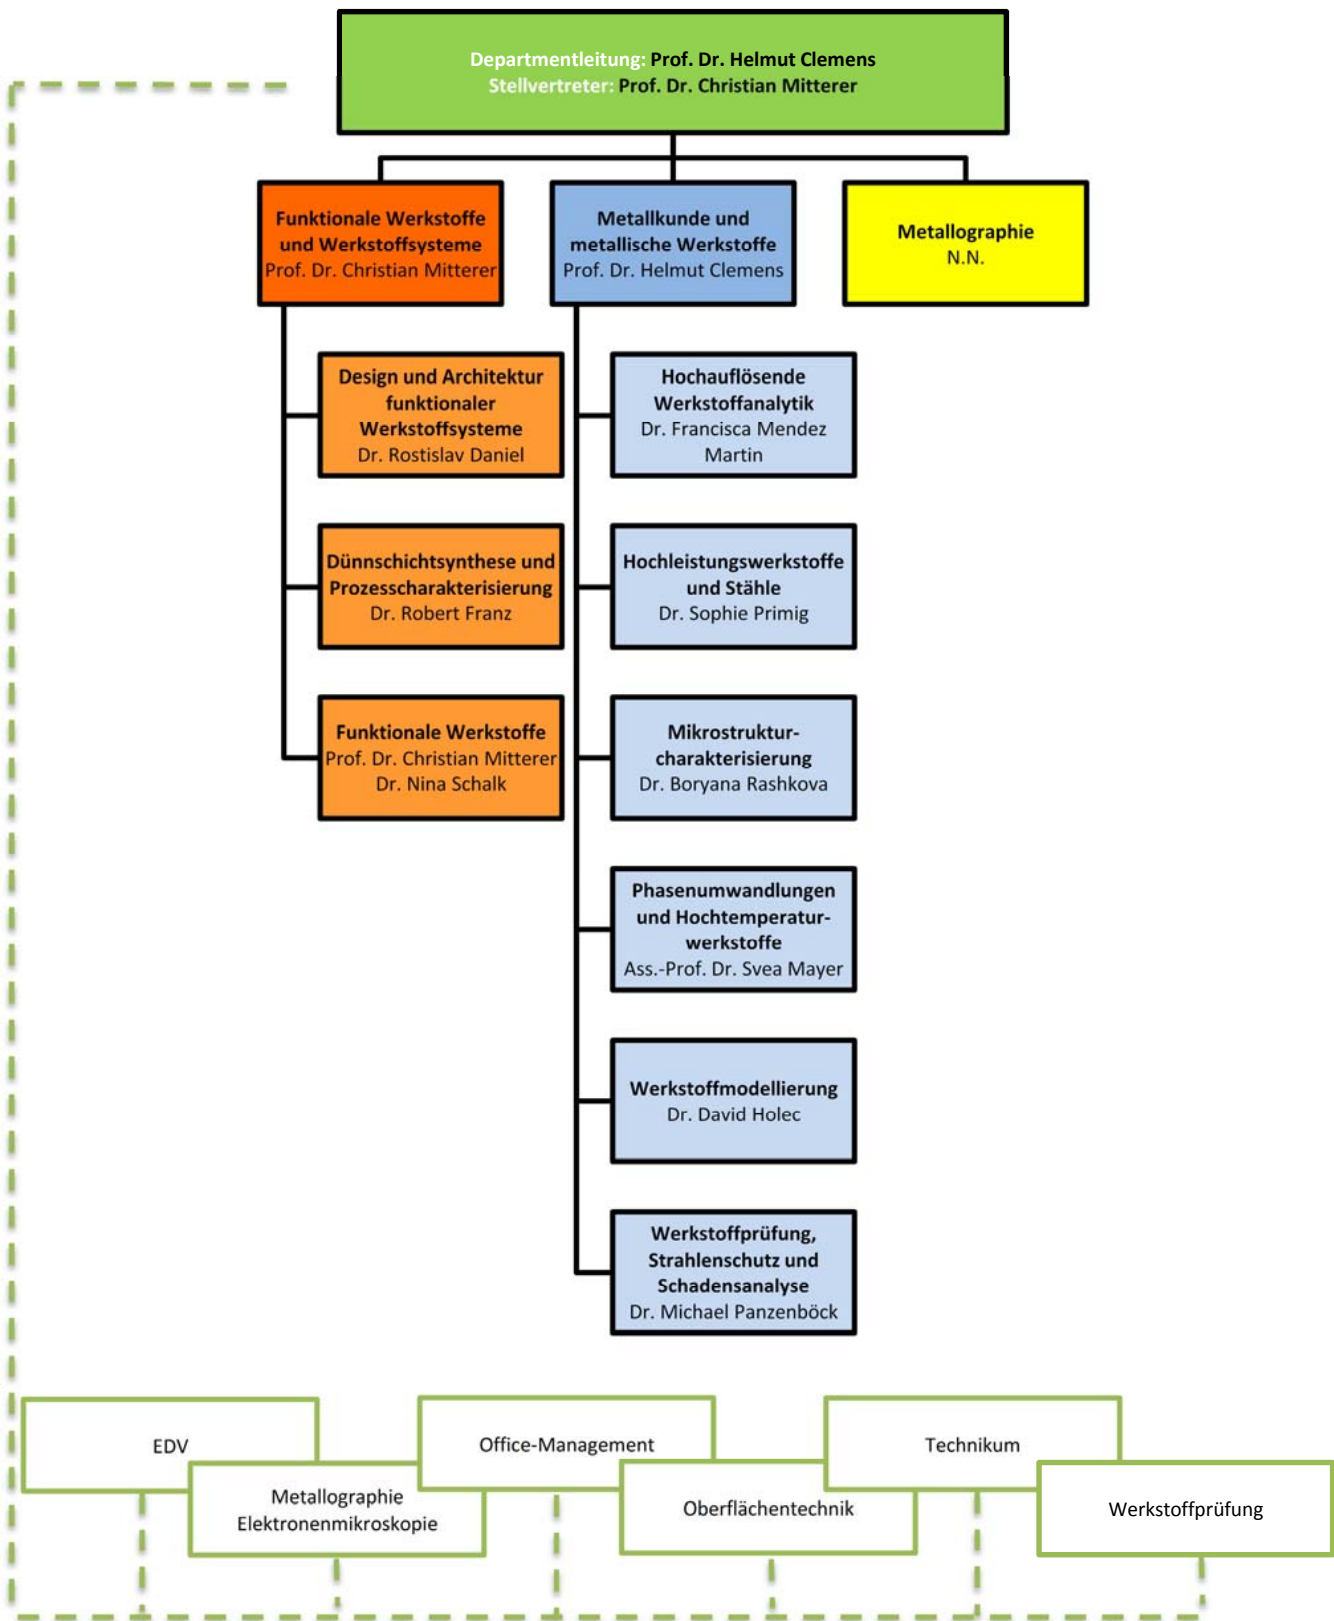 Departmentleitung: Prof. Dr. Helmut Clemens
Stellvertreter: Prof. Dr. Christian Mitterer
Funktionale Werkstoffe
und Werkstoffsysteme
Prof. Dr. Christian Mitterer
Metallkunde und
metallische Werkstoffe
Prof. Dr. Helmut Clemens
Metallographie
N.N.
Design und Architektur
funktionaler
Werkstoffsysteme
Dr. Rostislav Daniel
Dünnschichtsynthese und
Prozesscharakterisierung
Dr. Robert Franz
Funktionale Werkstoffe
Prof. Dr. Christian Mitterer
Dr. Nina Schalk
Hochauflösende
Werkstoffanalytik
Dr. Francisca Mendez
Martin
Hochleistungswerkstoffe
und Stähle
Dr. Sophie Primig
Mikrostruktur-
charakterisierung
Dr. Boryana Rashkova
Phasenumwandlungen
und Hochtemperatur-
werkstoffe
Ass.-Prof. Dr. Svea Mayer
Werkstoffmodellierung
Dr. David Holec
Werkstoffprüfung,
Strahlenschutz und
Schadensanalyse
Dr. Michael Panzenböck
EDV
Metallographie
Elektronenmikroskopie
Office-Management
Oberflächentechnik
Technikum
Werkstoffprüfung